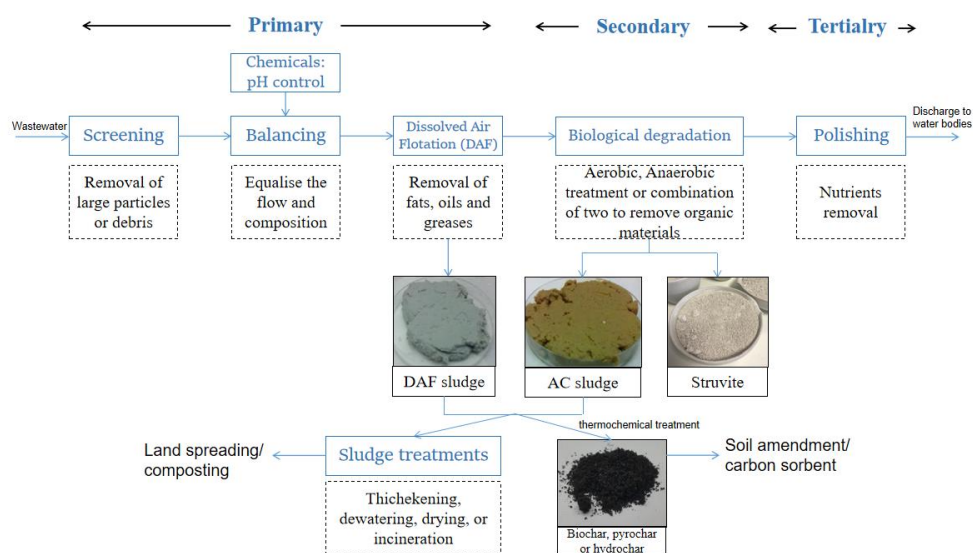 Primary
Secondary
Tertialry
Chemicals:
pH control
Wastewater
Screening
Balancing
Dissolved Air
Flotation (DAF)
Biological degradation
Polishing
Discharge to
water bodies
Removal of
large particles
or debris
Equalise the
flow and
composition
Removal of
fats, oils and
greases
Aerobic, Anaerobic
treatment or combination
of two to remove organic
materials
Nutrients
removal
DAF sludge
AC sludge
Struvite
thermochemical treatment
Land spreading/
composting
Sludge treatments
Soil amendment/
carbon sorbent
Thichekening,
dewatering, drying, or
incineration
Biochar, pyrochar
or hydrochar